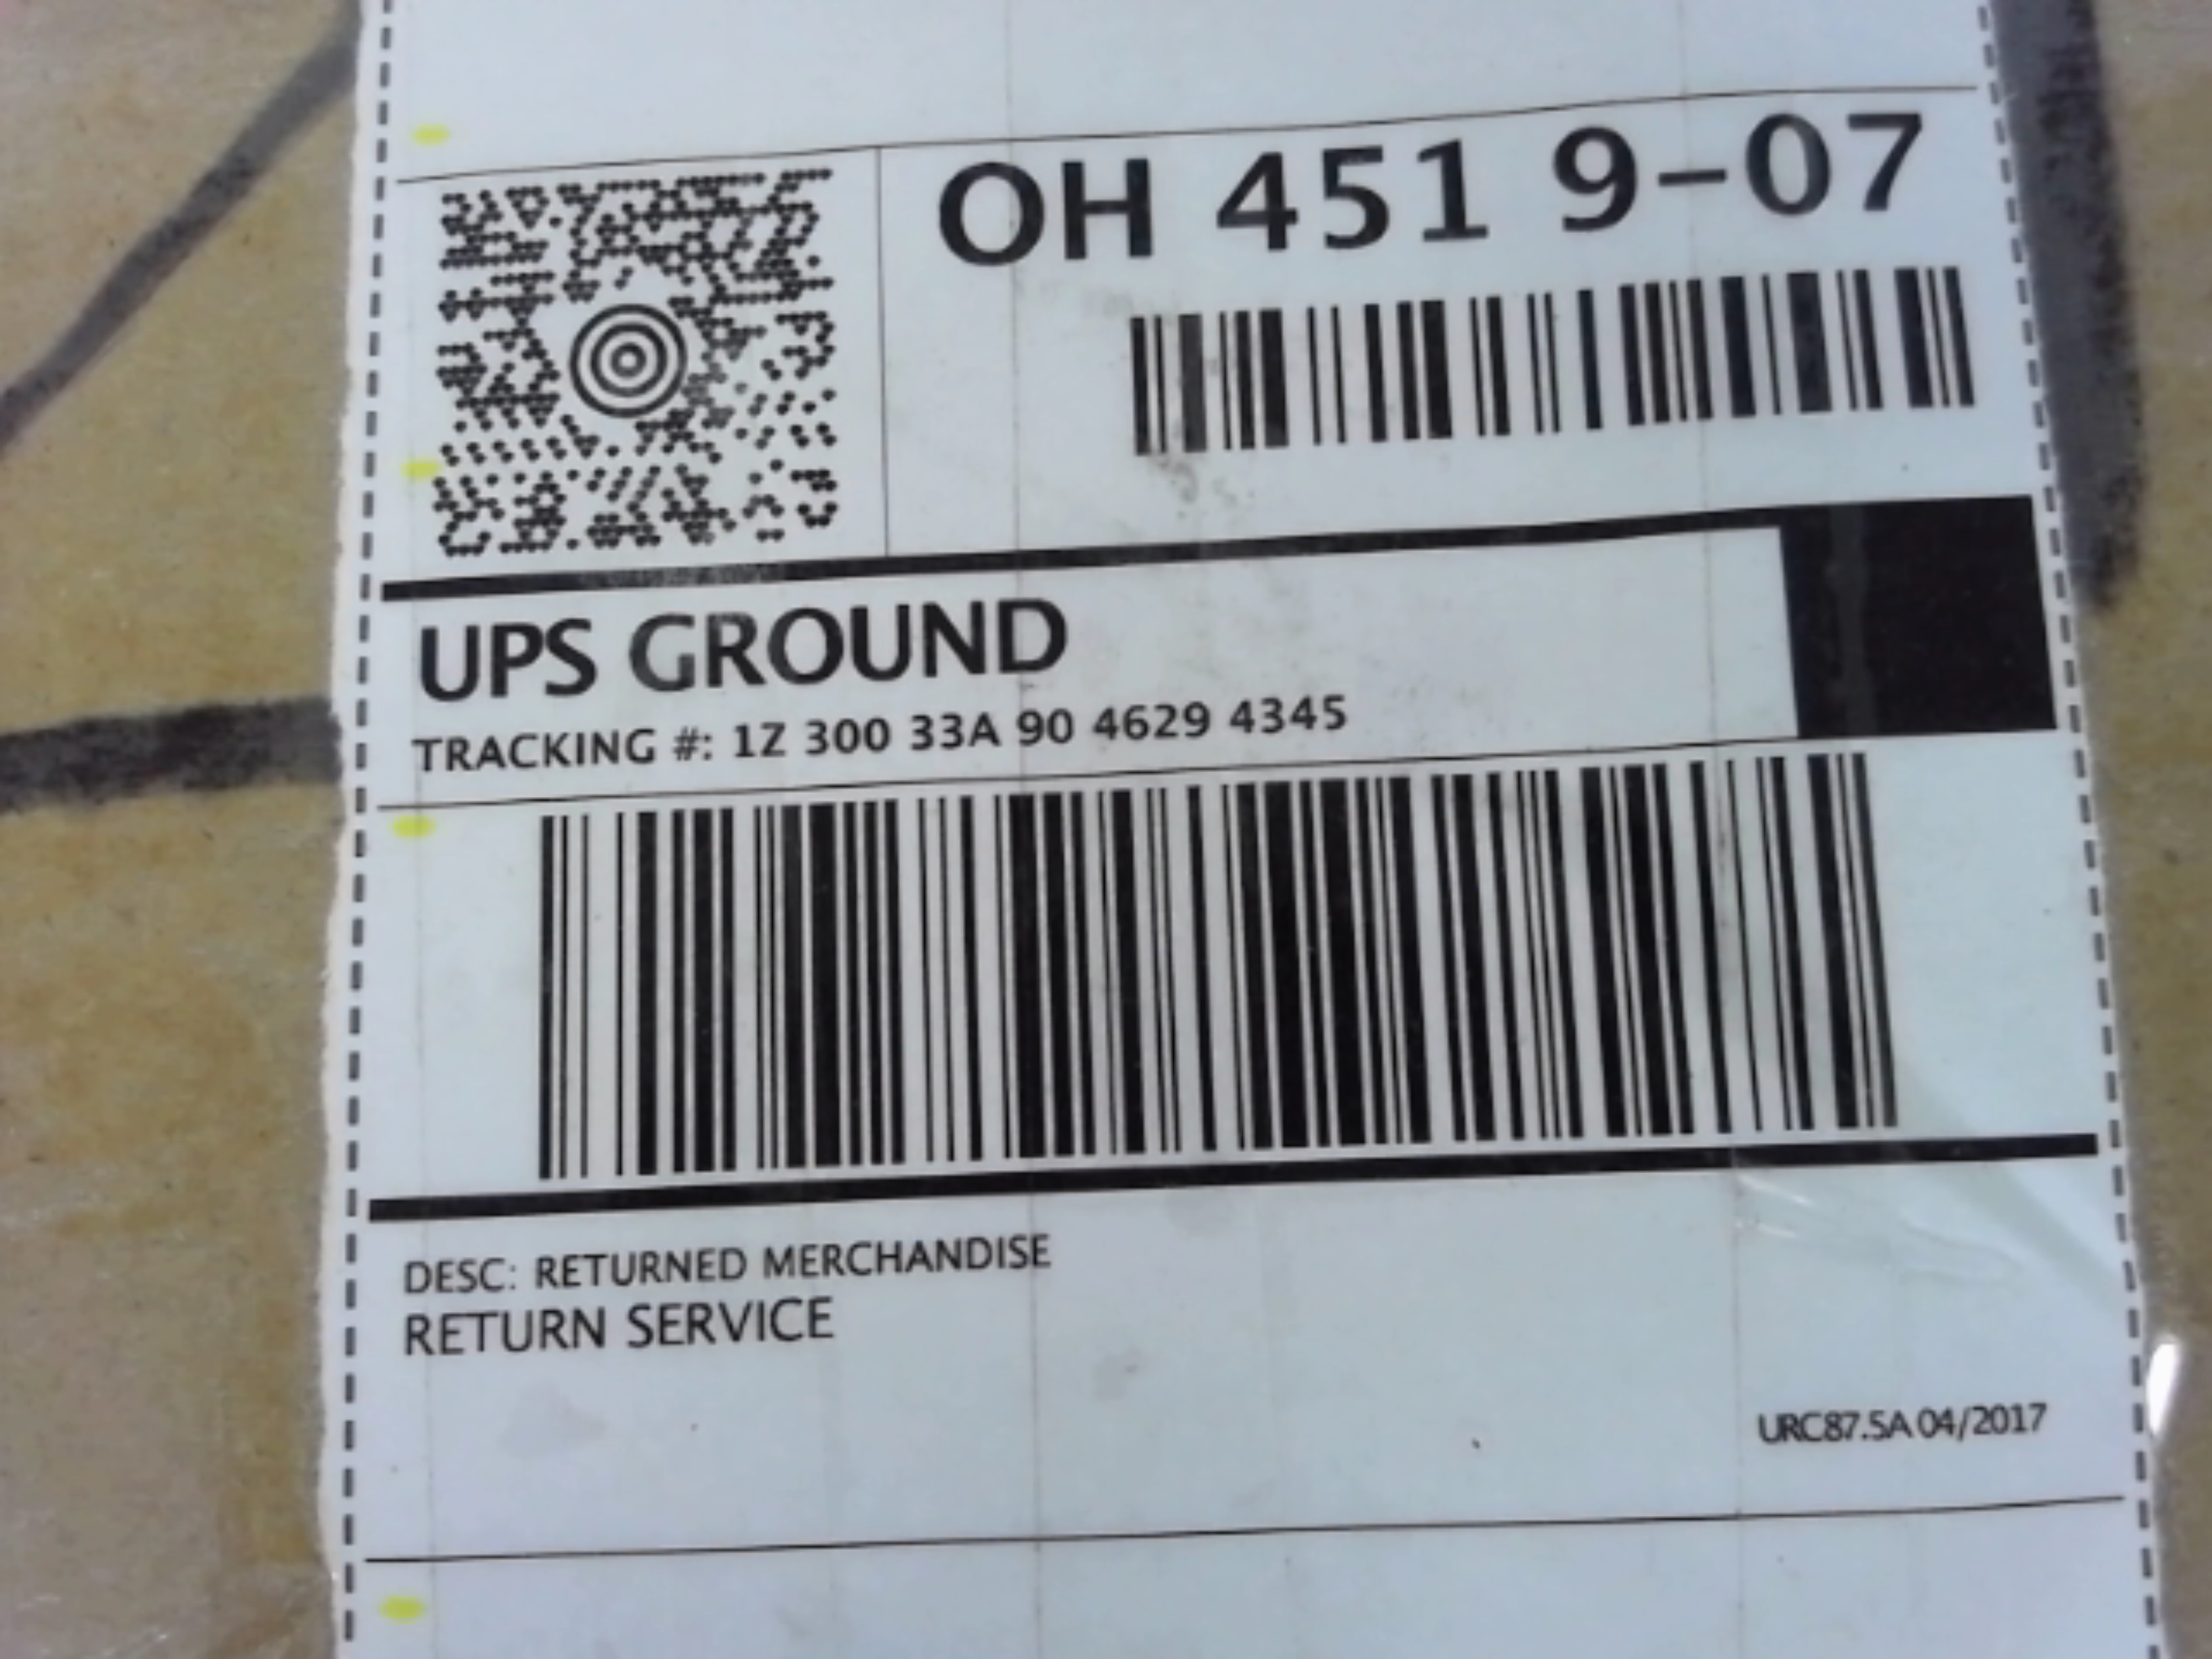 OH 451 9-07
UPS GROUND
TRACKING #: 1Z 300 33A 90 4629 4345
DESC: RETURNED MERCHANDISE
RETURN SERVICE
URC87.5A 04/2017